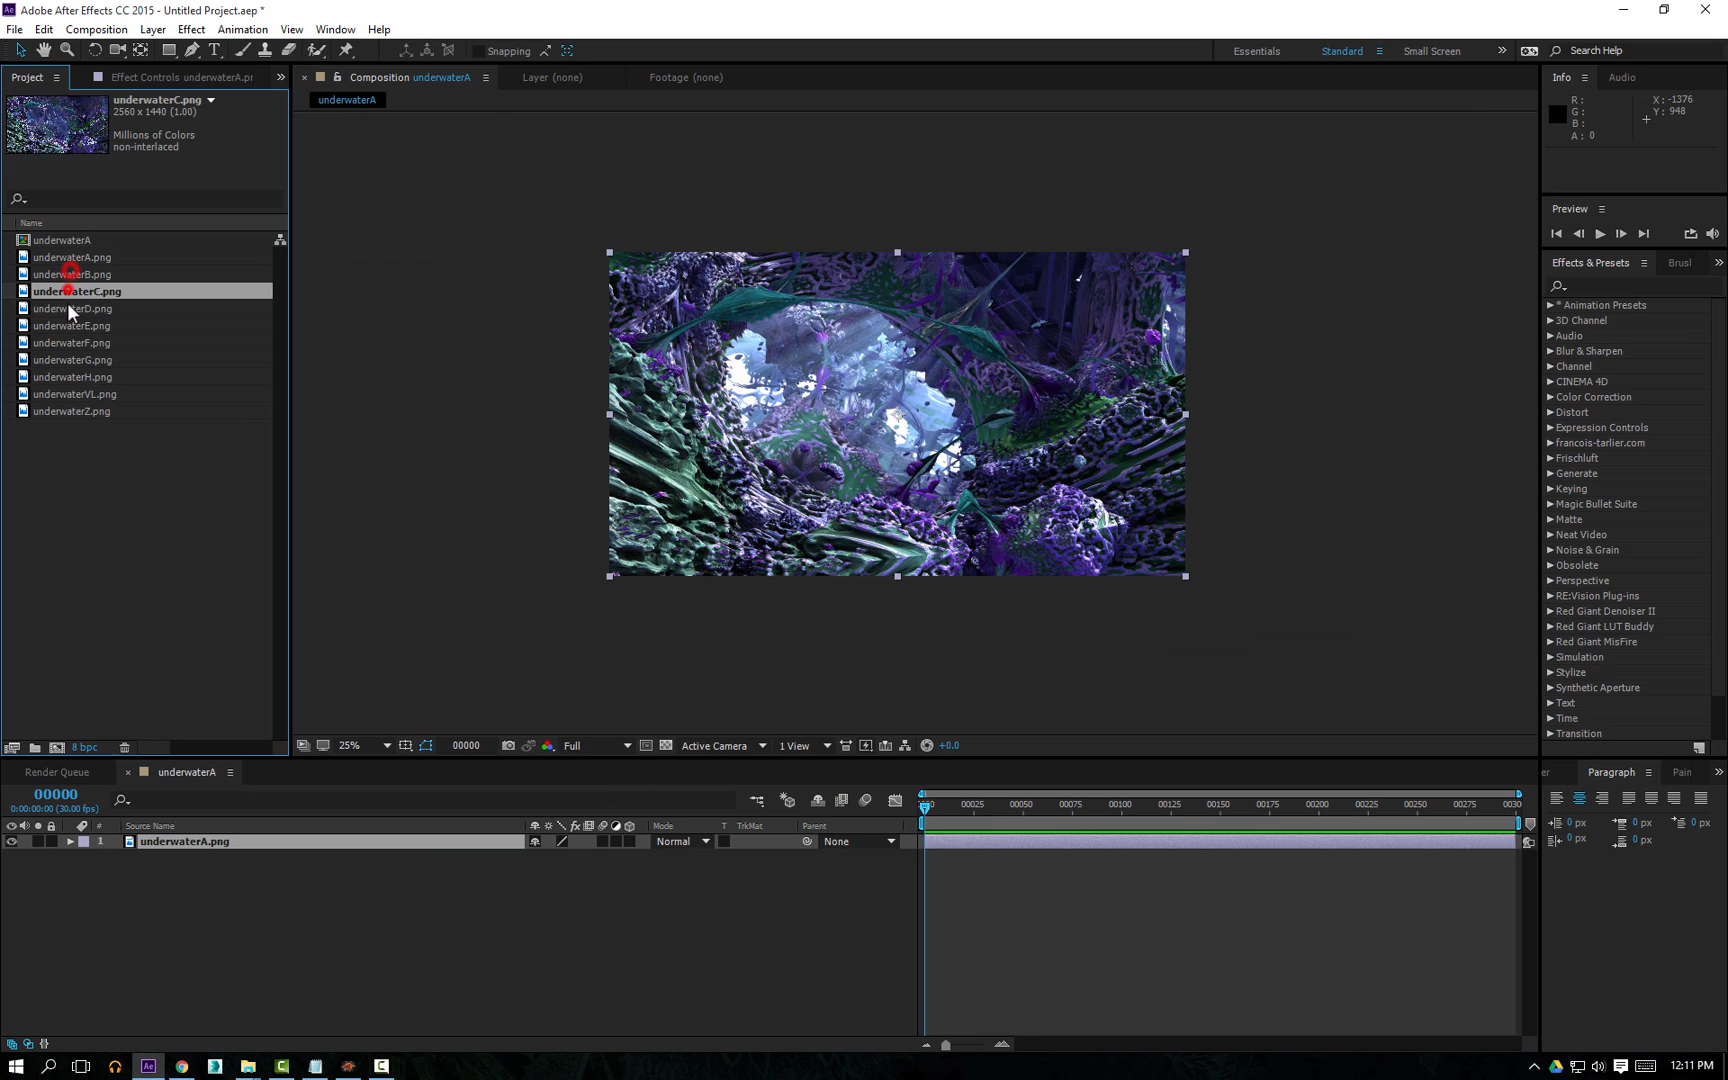 Adobe After Effects CC 2015 - Untitled Project.aep *
File Edit Composition Layer Effect Animation View Window Help
Snapping Essentials Standard Small Screen Search Help
Project Effect Controls underwaterA.pr
Composition underwaterA Layer (none) Footage (none)
Info Audio
underwaterC.png
2560 x 1440 (1.00)
Millions of Colors
non-interlaced
underwaterA
R:
G:
B:
A: 0
X: -1376
Y: 948
Name
underwaterA
underwaterA.png
underwaterB.png
underwaterC.png
underwaterD.png
underwaterE.png
underwaterF.png
underwaterG.png
underwaterH.png
underwaterVL.png
underwaterZ.png
Preview
Effects & Presets Brusl
* Animation Presets
3D Channel
Audio
Blur & Sharpen
Channel
CINEMA 4D
Color Correction
Distort
Expression Controls
francois-tarlier.com
Frischluft
Generate
Keying
Magic Bullet Suite
Matte
Neat Video
Noise & Grain
Obsolete
Perspective
RE:Vision Plug-ins
Red Giant Denoiser II
Red Giant LUT Buddy
Red Giant MisFire
Simulation
Stylize
Synthetic Aperture
Text
Time
Transition
8 bpc
25% 00000 Full Active Camera 1 View +0.0
Render Queue underwaterA
00000
0:00:00:00 (30.00 fps)
00025 00050 00075 00100 00125 00150 00175 00200 00225 00250 00275 0030
# Source Name Mode T TrkMat Parent
1 underwaterA.png Normal None
er Paragraph Pain
0 px 0 px 0 px
0 px 0 px
12:11 PM